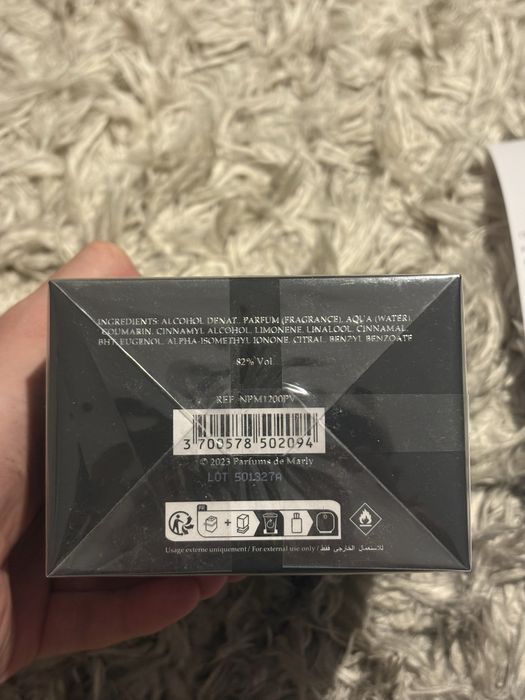 INGREDIENTS: ALCOHOL DENAT., PARFUM (FRAGRANCE), AQUA (WATER),
COUMARIN, CINNAMYL ALCOHOL, LIMONENE, LINALOOL, CINNAMAL,
BHT, EUGENOL, ALPHA-ISOMETHYL IONONE, CITRAL, BENZYL BENZOATE
82% Vol.
REF. NPM1200PV
3 700578 502094
© 2023 Parfums de Marly
LOT 501327A
FR
Usage externe uniquement / For external use only / للاستعمال الخارجي فقط